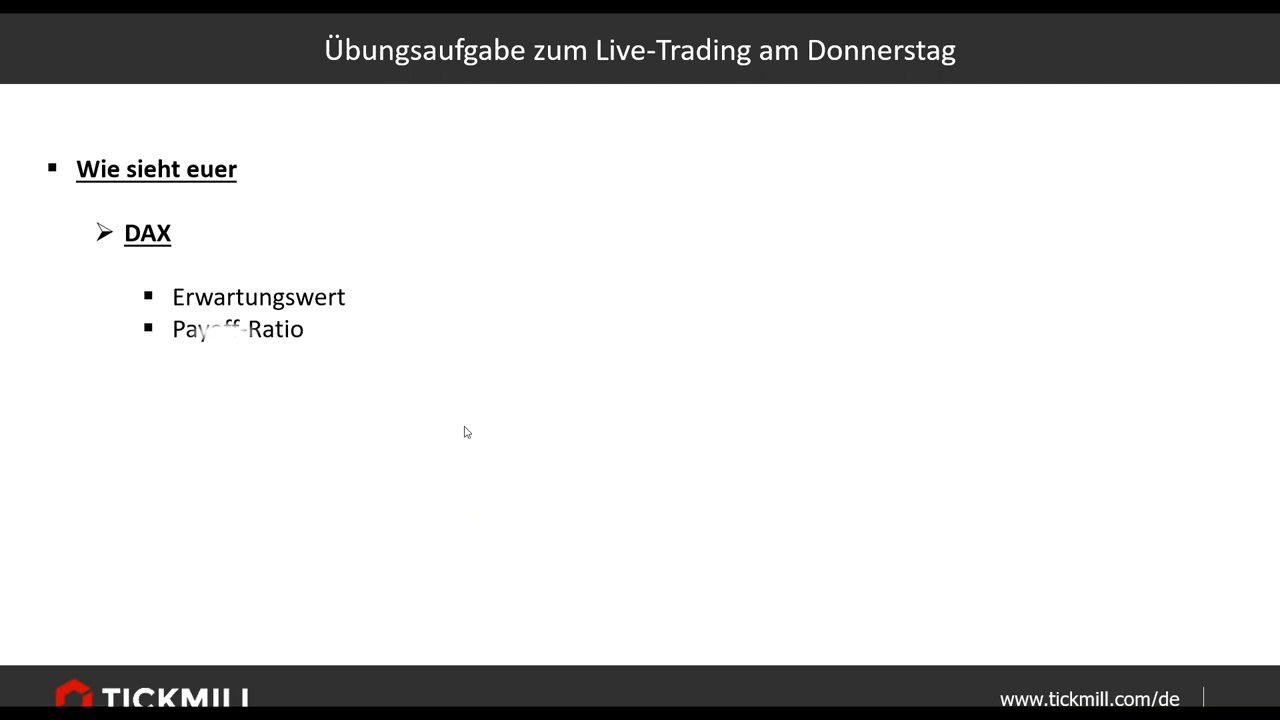 Übungsaufgabe zum Live-Trading am Donnerstag
Wie sieht euer
DAX
Erwartungswert
Payoff-Ratio
TICKMILL
www.tickmill.com/de